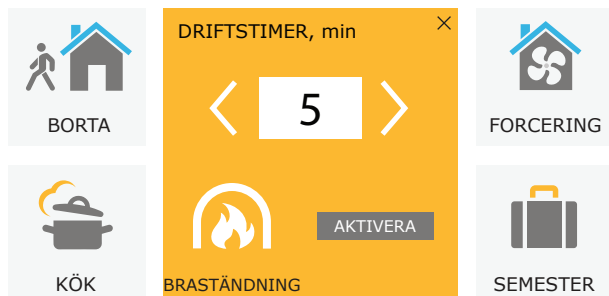 DRIFTSTIMER, min
5
BORTA
FORCERING
AKTIVERA
KÖK
BRASTÄNDNING
SEMESTER